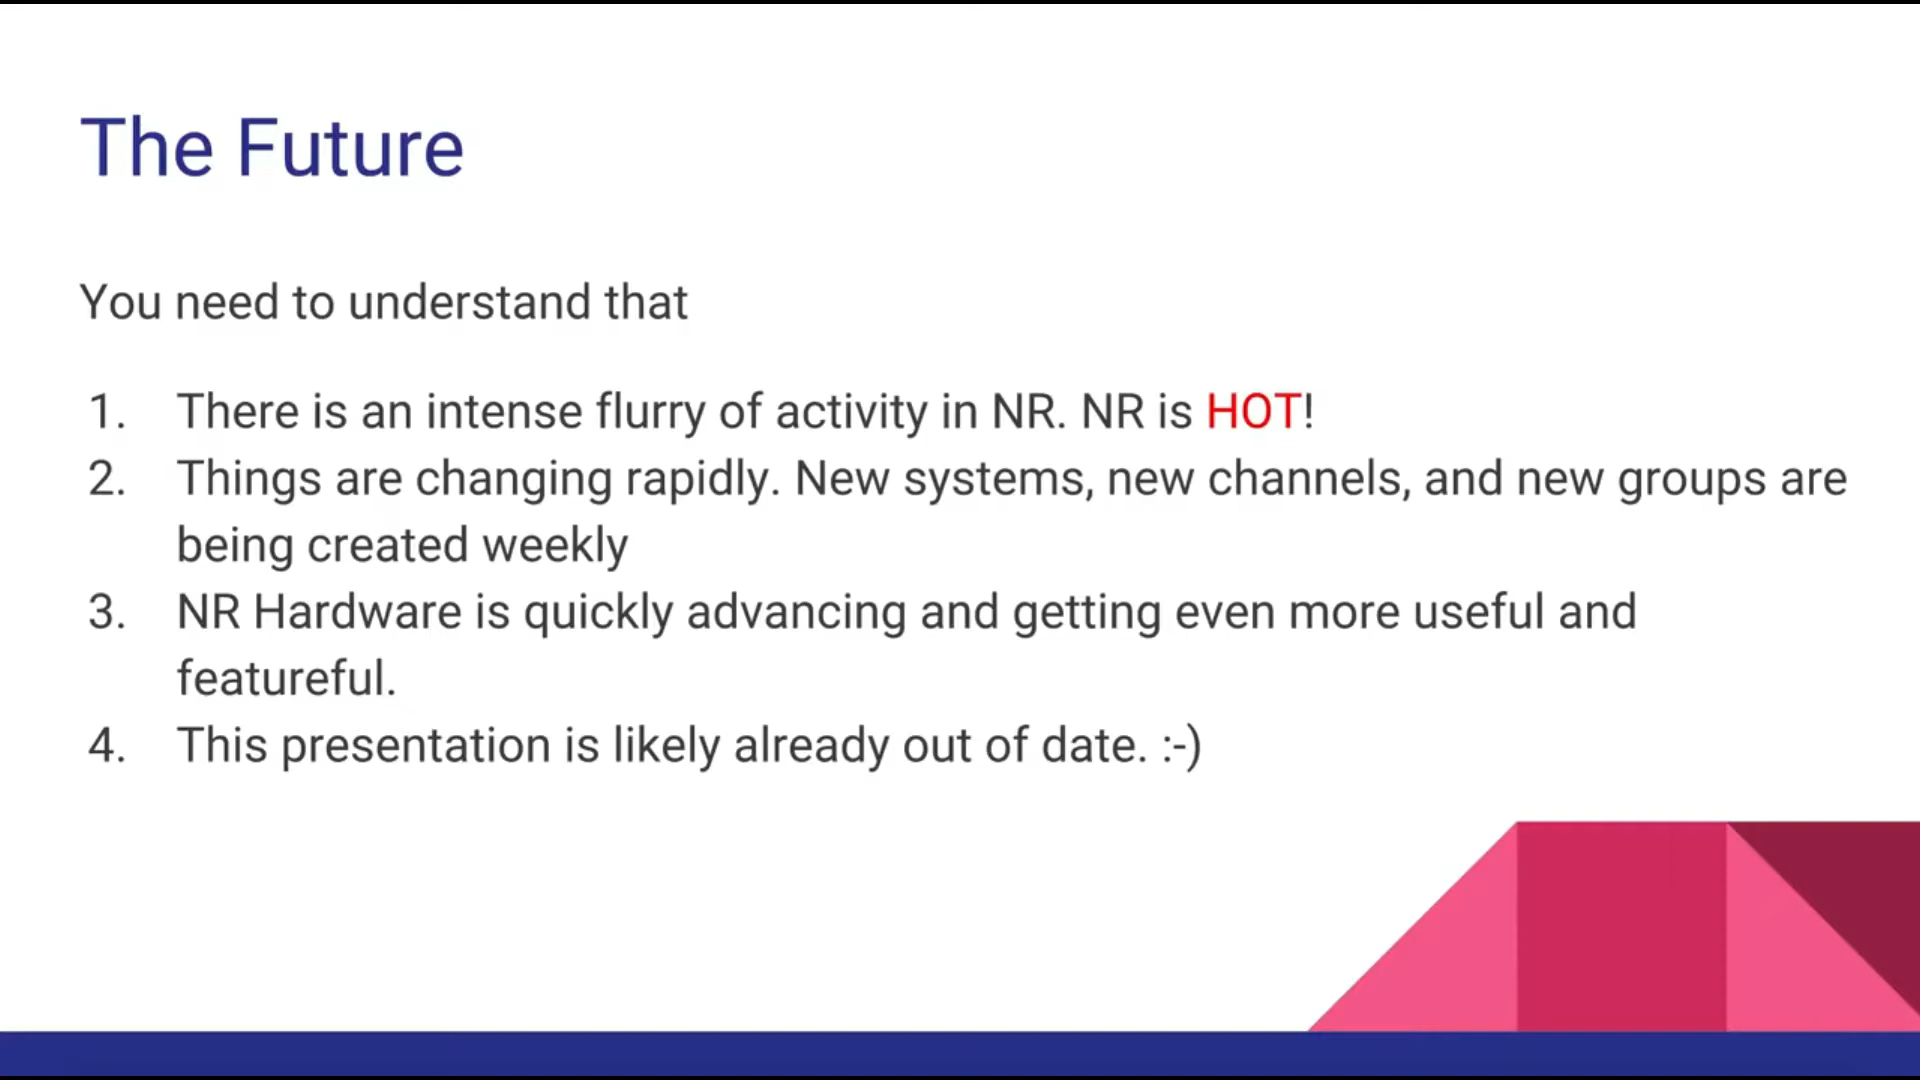 The Future
You need to understand that
1. There is an intense flurry of activity in NR. NR is HOT!
2. Things are changing rapidly. New systems, new channels, and new groups are
being created weekly
3. NR Hardware is quickly advancing and getting even more useful and
featureful.
4. This presentation is likely already out of date. :-)